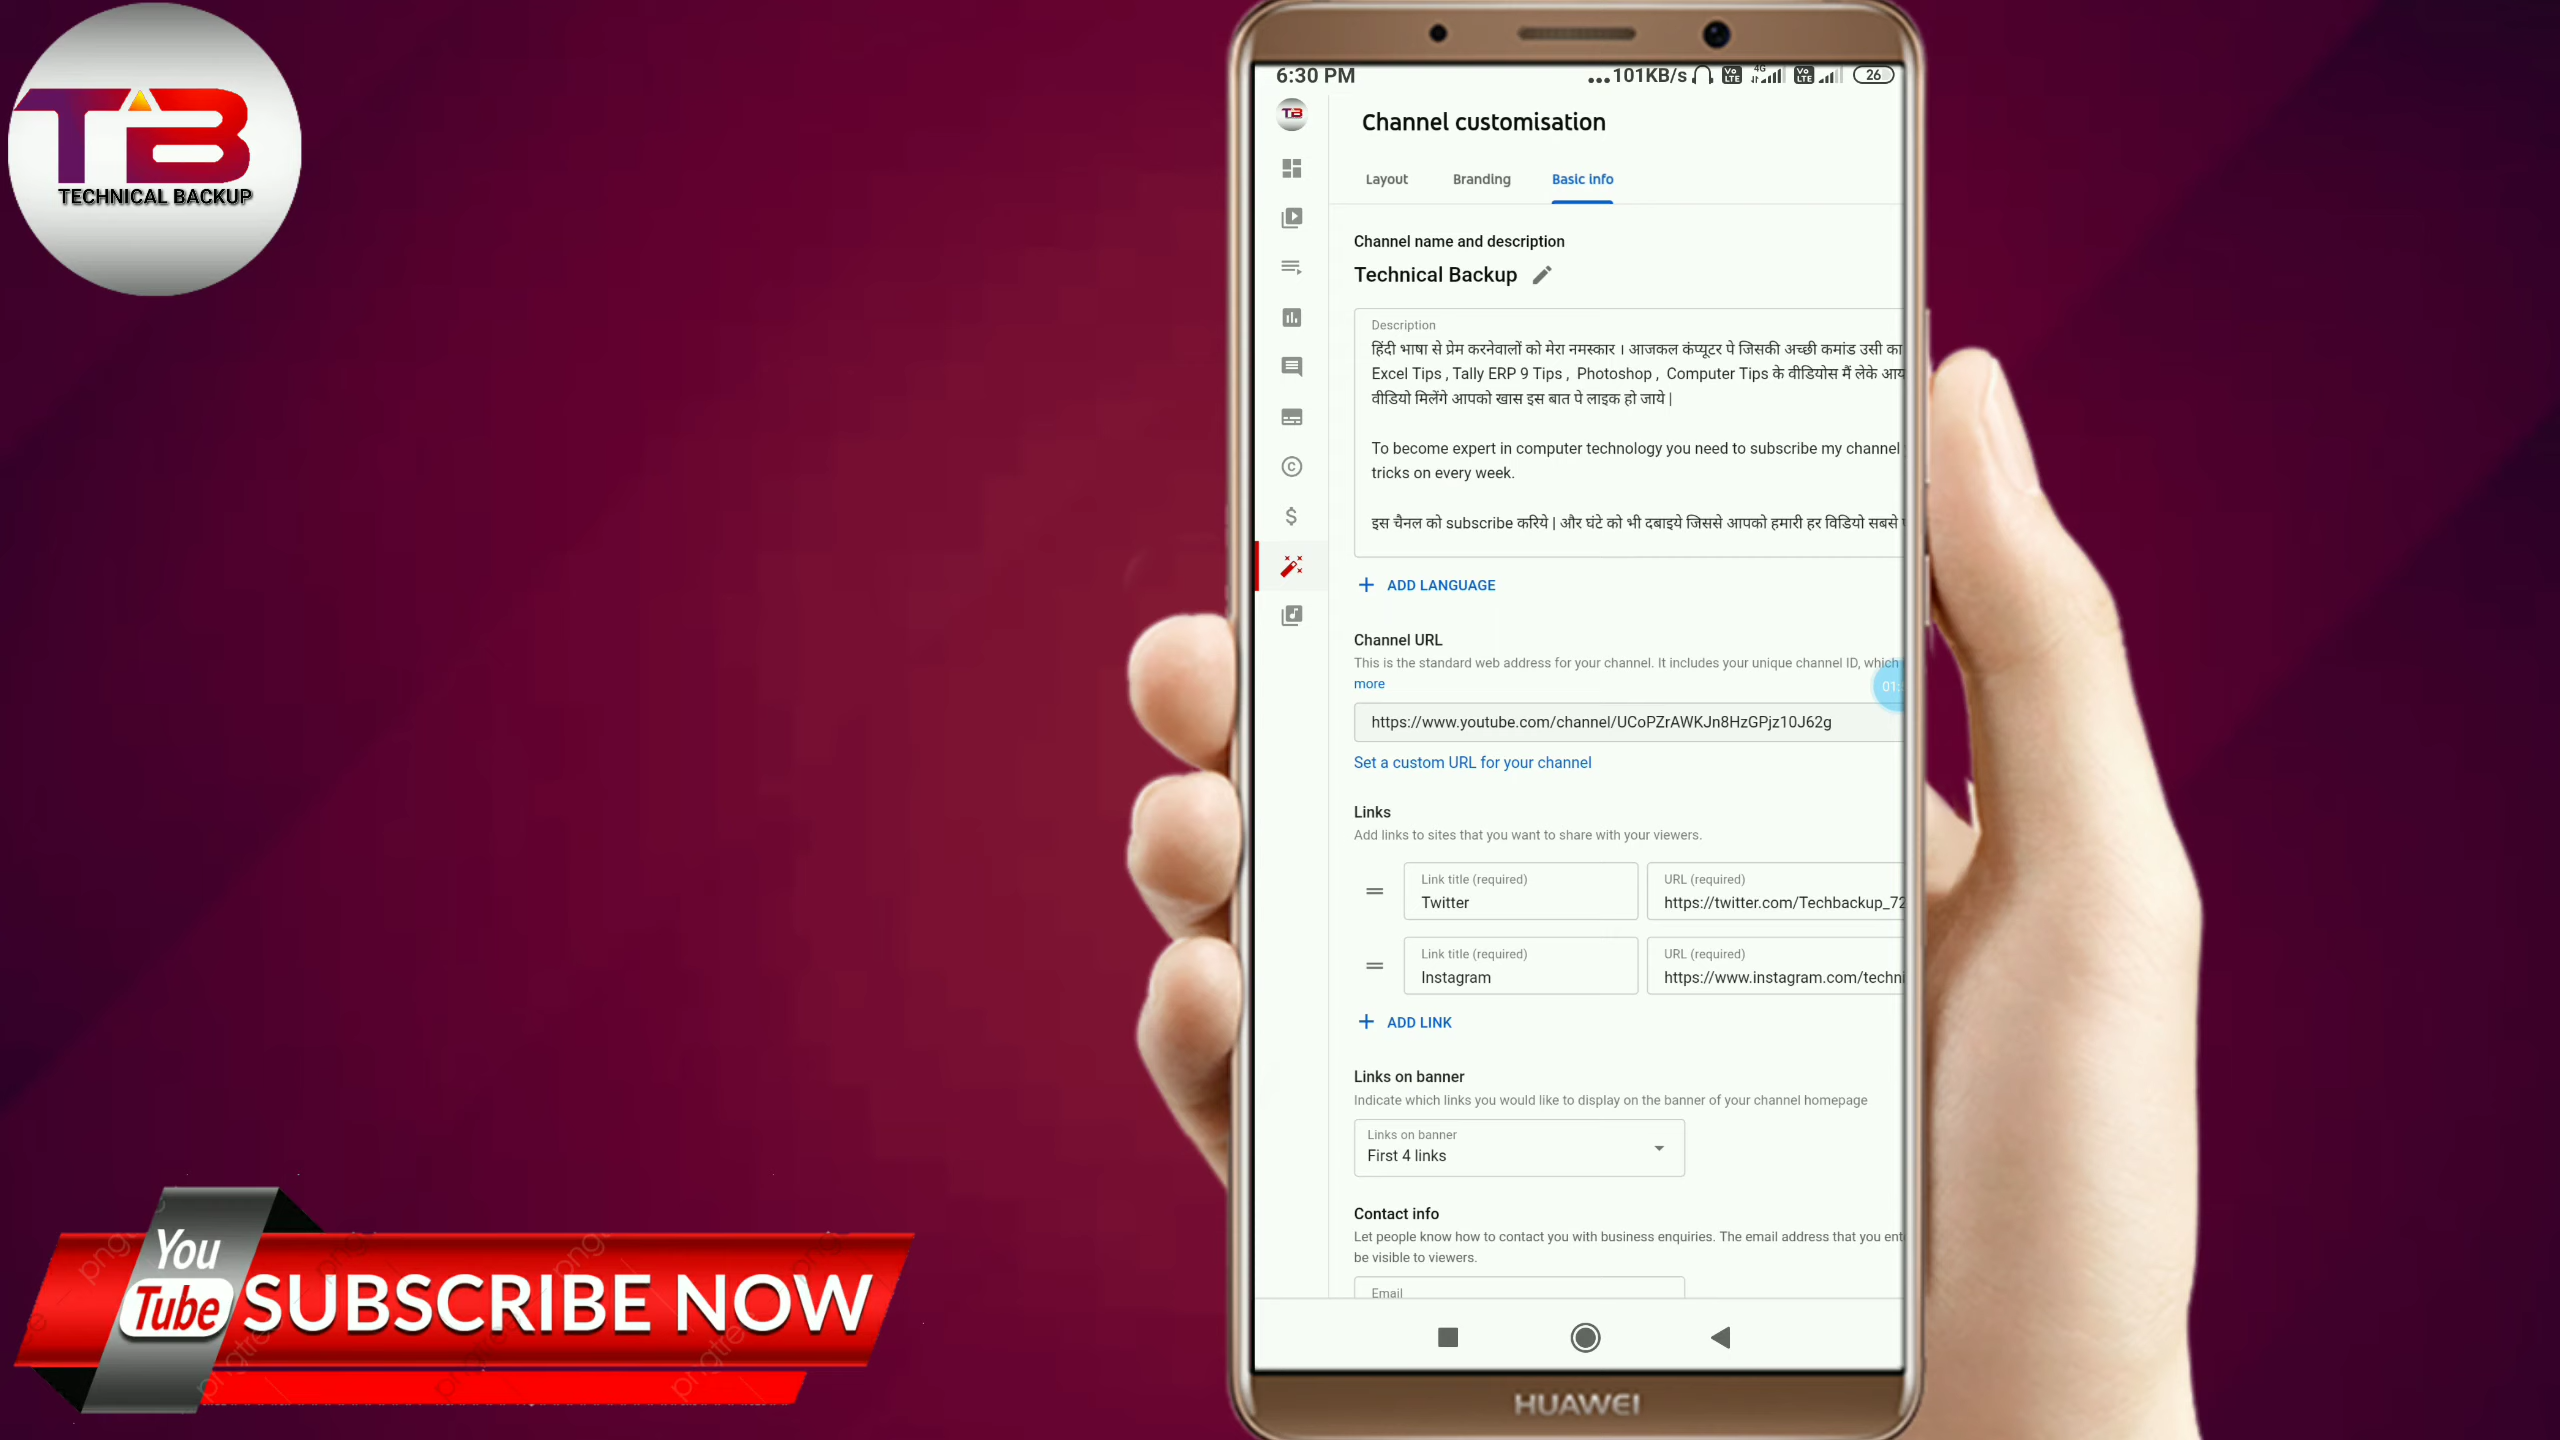 TB
TECHNICAL BACKUP
You
Tube
SUBSCRIBE NOW
6:30 PM
...101KB/s
4G
Vo
LTE
Vo
LTE
26
TB
Channel customisation
Layout
Branding
Basic info
Channel name and description
Technical Backup
Description
हिंदी भाषा से प्रेम करनेवालों को मेरा नमस्कार । आजकल कंप्यूटर पे जिसकी अच्छी कमांड उसी का
Excel Tips , Tally ERP 9 Tips , Photoshop , Computer Tips के वीडियोस मैं लेके आय
वीडियो मिलेंगे आपको खास इस बात पे लाइक हो जाये |
To become expert in computer technology you need to subscribe my channel
tricks on every week.
इस चैनल को subscribe करिये | और घंटे को भी दबाइये जिससे आपको हमारी हर विडियो सबसे
ADD LANGUAGE
Channel URL
This is the standard web address for your channel. It includes your unique channel ID, which
more
01:
https://www.youtube.com/channel/UCoPZrAWKJn8HzGPjz10J62g
Set a custom URL for your channel
Links
Add links to sites that you want to share with your viewers.
Link title (required)
Twitter
URL (required)
https://twitter.com/Techbackup_72
Link title (required)
Instagram
URL (required)
https://www.instagram.com/techni
ADD LINK
Links on banner
Indicate which links you would like to display on the banner of your channel homepage
Links on banner
First 4 links
Contact info
Let people know how to contact you with business enquiries. The email address that you ent
be visible to viewers.
Email
HUAWEI